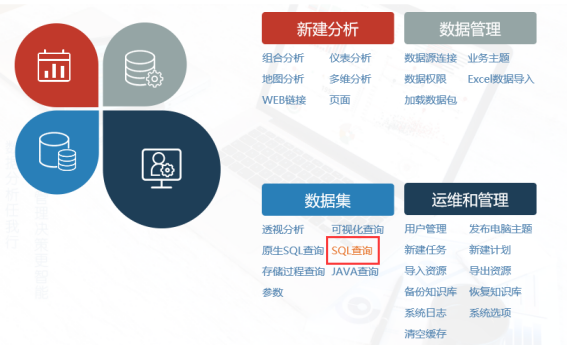 新建分析
组合分析 仪表分析
地图分析 多维分析
WEB链接 页面
数据管理
数据源连接 业务主题
数据权限 Excel数据导入
加载数据包
数据集
透视分析 可视化查询
原生SQL查询 SQL查询
存储过程查询 JAVA查询
参数
运维和管理
用户管理 发布电脑主题
新建任务 新建计划
导入资源 导出资源
备份知识库 恢复知识库
系统日志 系统选项
清空缓存